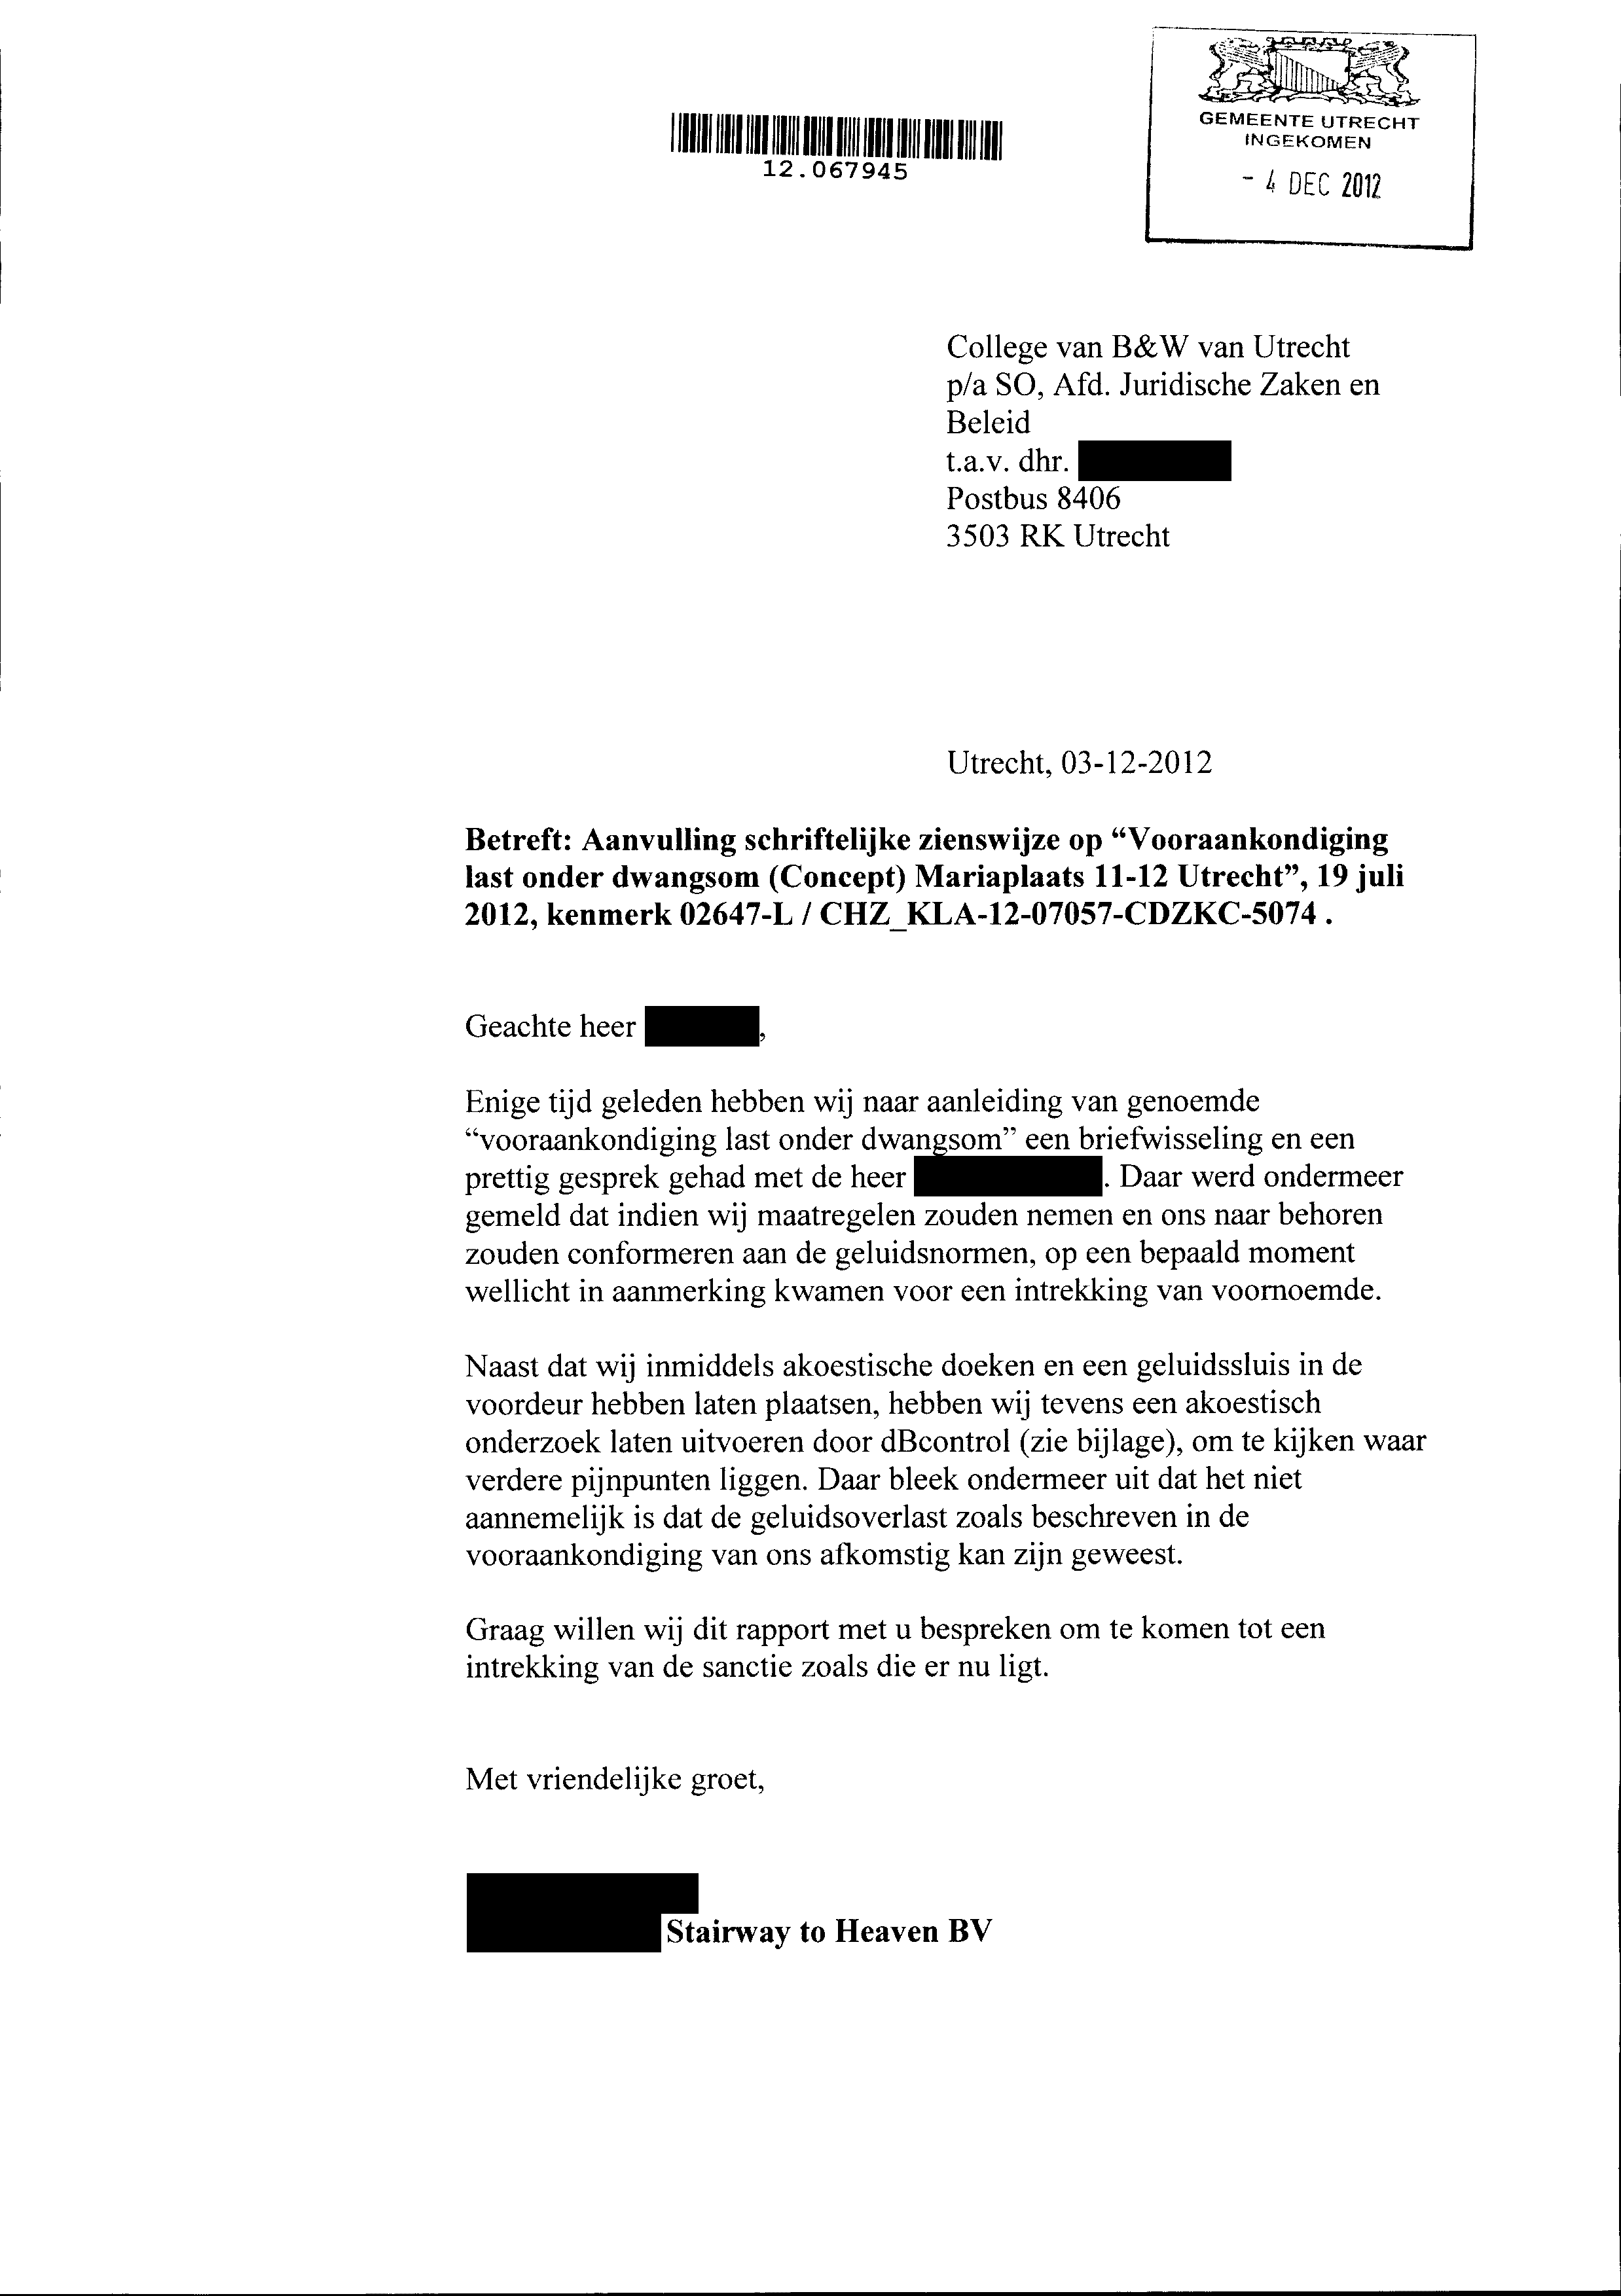 12.067945
GEMEENTE UTRECHT
INGEKOMEN
- 4 DEC 2012
College van B&W van Utrecht
p/a SO, Afd. Juridische Zaken en
Beleid
t.a.v. dhr.
Postbus 8406
3503 RK Utrecht
Utrecht, 03-12-2012
Betreft: Aanvulling schriftelijke zienswijze op “Vooraankondiging
last onder dwangsom (Concept) Mariaplaats 11-12 Utrecht”, 19 juli
2012, kenmerk 02647-L / CHZ_KLA-12-07057-CDZKC-5074 .
Geachte heer ,
Enige tijd geleden hebben wij naar aanleiding van genoemde
“vooraankondiging last onder dwangsom” een briefwisseling en een
prettig gesprek gehad met de heer . Daar werd ondermeer
gemeld dat indien wij maatregelen zouden nemen en ons naar behoren
zouden conformeren aan de geluidsnormen, op een bepaald moment
wellicht in aanmerking kwamen voor een intrekking van voornoemde.
Naast dat wij inmiddels akoestische doeken en een geluidssluis in de
voordeur hebben laten plaatsen, hebben wij tevens een akoestisch
onderzoek laten uitvoeren door dBcontrol (zie bijlage), om te kijken waar
verdere pijnpunten liggen. Daar bleek ondermeer uit dat het niet
aannemelijk is dat de geluidsoverlast zoals beschreven in de
vooraankondiging van ons afkomstig kan zijn geweest.
Graag willen wij dit rapport met u bespreken om te komen tot een
intrekking van de sanctie zoals die er nu ligt.
Met vriendelijke groet,
Stairway to Heaven BV